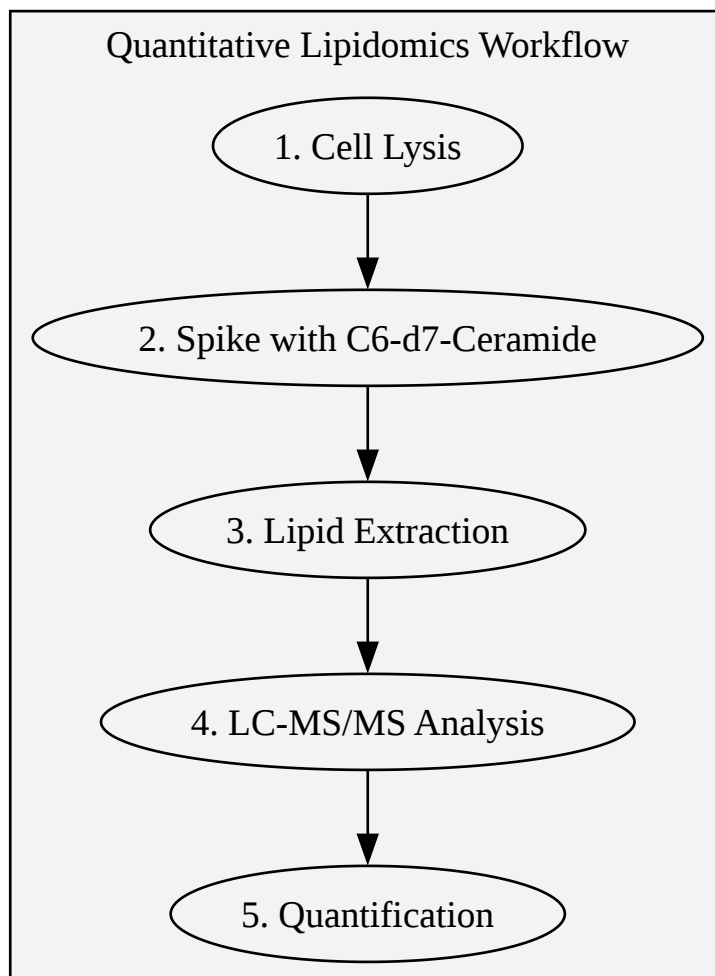 Quantitative Lipidomics Workflow
1. Cell Lysis
2. Spike with C6-d7-Ceramide
3. Lipid Extraction
4. LC-MS/MS Analysis
5. Quantification